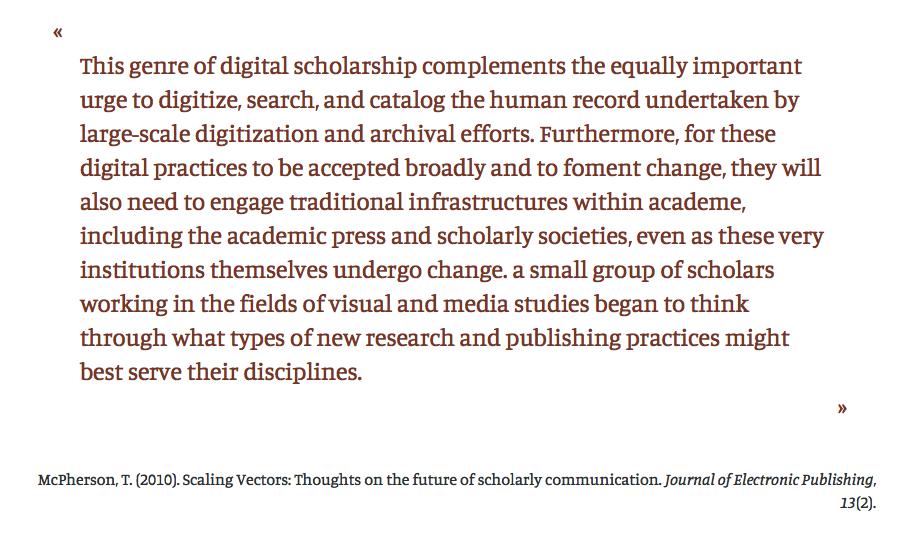 «
This genre of digital scholarship complements the equally important
urge to digitize, search, and catalog the human record undertaken by
large-scale digitization and archival efforts. Furthermore, for these
digital practices to be accepted broadly and to foment change, they will
also need to engage traditional infrastructures within academe,
including the academic press and scholarly societies, even as these very
institutions themselves undergo change. a small group of scholars
working in the fields of visual and media studies began to think
through what types of new research and publishing practices might
best serve their disciplines.
»
McPherson, T. (2010). Scaling Vectors: Thoughts on the future of scholarly communication. Journal of Electronic Publishing,
13(2).